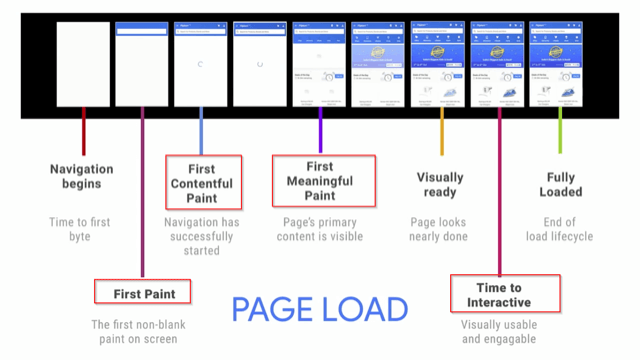 Navigation
begins
Time to first
byte
First
Contentful
Paint
Navigation has
successfully
started
First
Meaningful
Paint
Page's primary
content is visible
Visually
ready
Page looks
nearly done
Fully
Loaded
End of
load lifecycle
First Paint
The first non-blank
paint on screen
PAGE LOAD
Time to
Interactive
Visually usable
and engagable